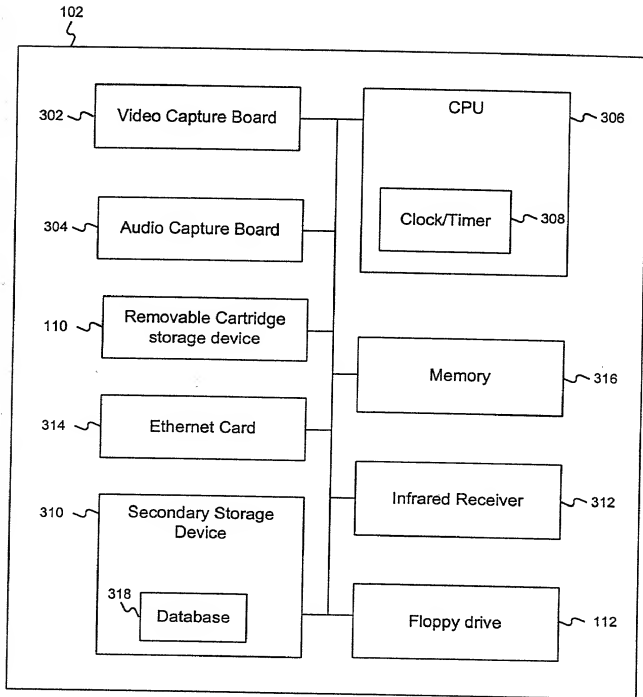 102
302
Video Capture Board
CPU
306
304
Audio Capture Board
Clock/Timer
308
110
Removable Cartridge
storage device
Memory
316
314
Ethernet Card
310
Secondary Storage
Device
Infrared Receiver
312
318
Database
Floppy drive
112